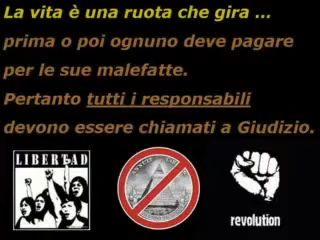 La vita è una ruota che gira ...
prima o poi ognuno deve pagare
per le sue malefatte.
Pertanto tutti i responsabili
devono essere chiamati a Giudizio.
LIBERTAD
revolution